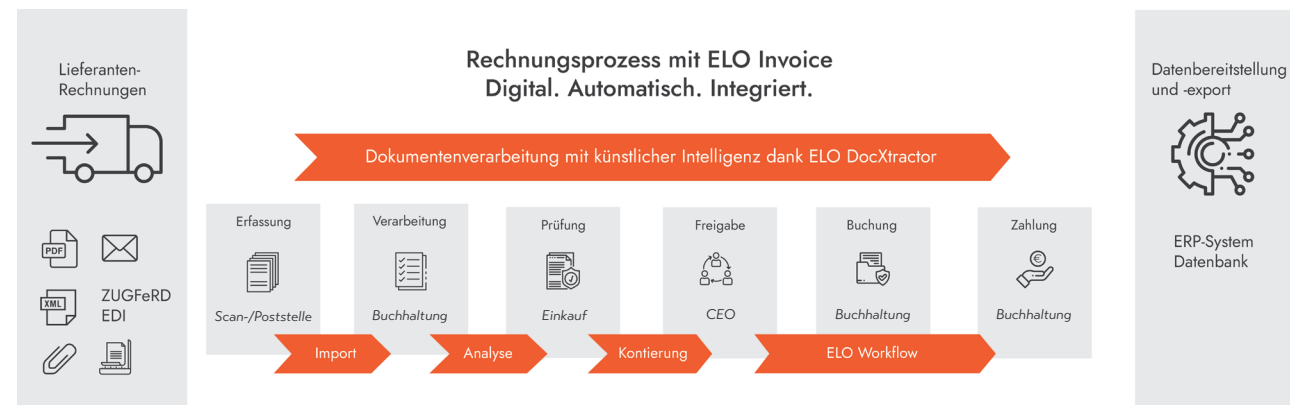 Lieferanten-
Rechnungen
PDF
XML
ZUGFeRD
EDI
Rechnungsprozess mit ELO Invoice
Digital. Automatisch. Integriert.
Dokumentenverarbeitung mit künstlicher Intelligenz dank ELO DocXtractor
Erfassung
Scan-/Poststelle
Verarbeitung
Buchhaltung
Prüfung
Einkauf
Freigabe
CEO
Buchung
Buchhaltung
Zahlung
€
Buchhaltung
Import
Analyse
Kontierung
ELO Workflow
Datenbereitstellung
und -export
ERP-System
Datenbank